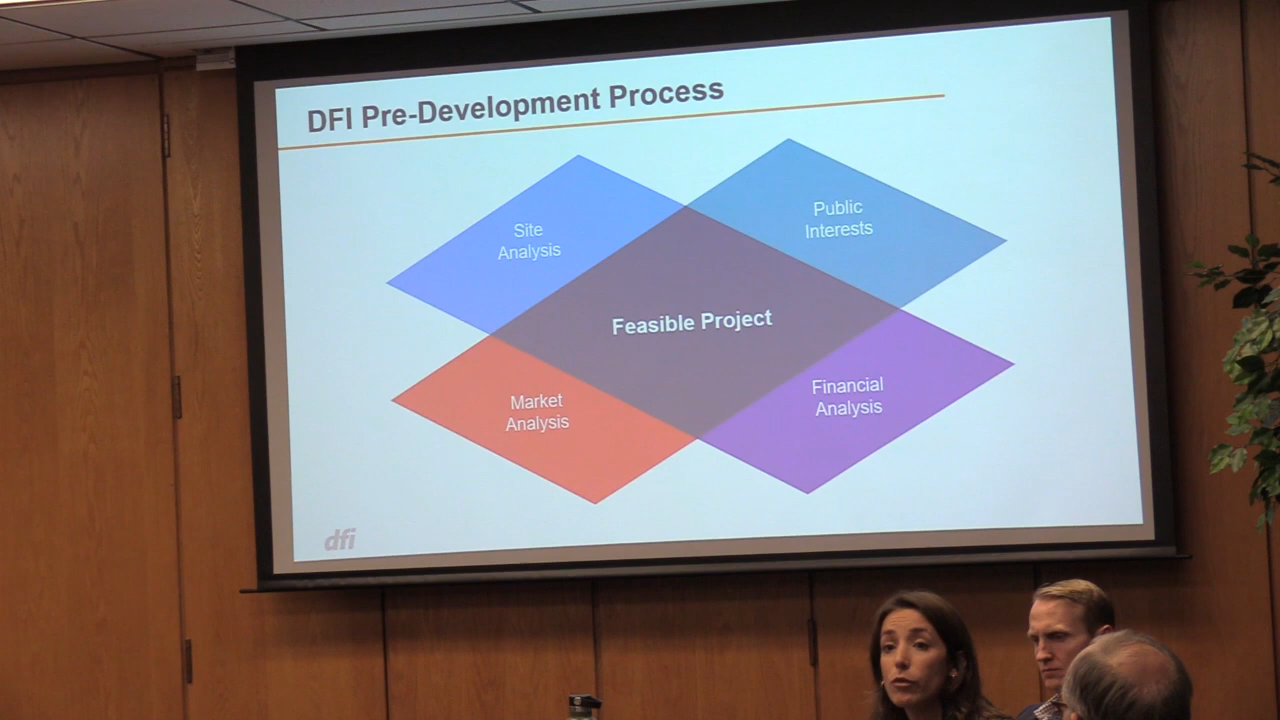 DFI Pre-Development Process
Site
Analysis
Public
Interests
Feasible Project
Market
Analysis
Financial
Analysis
dfi